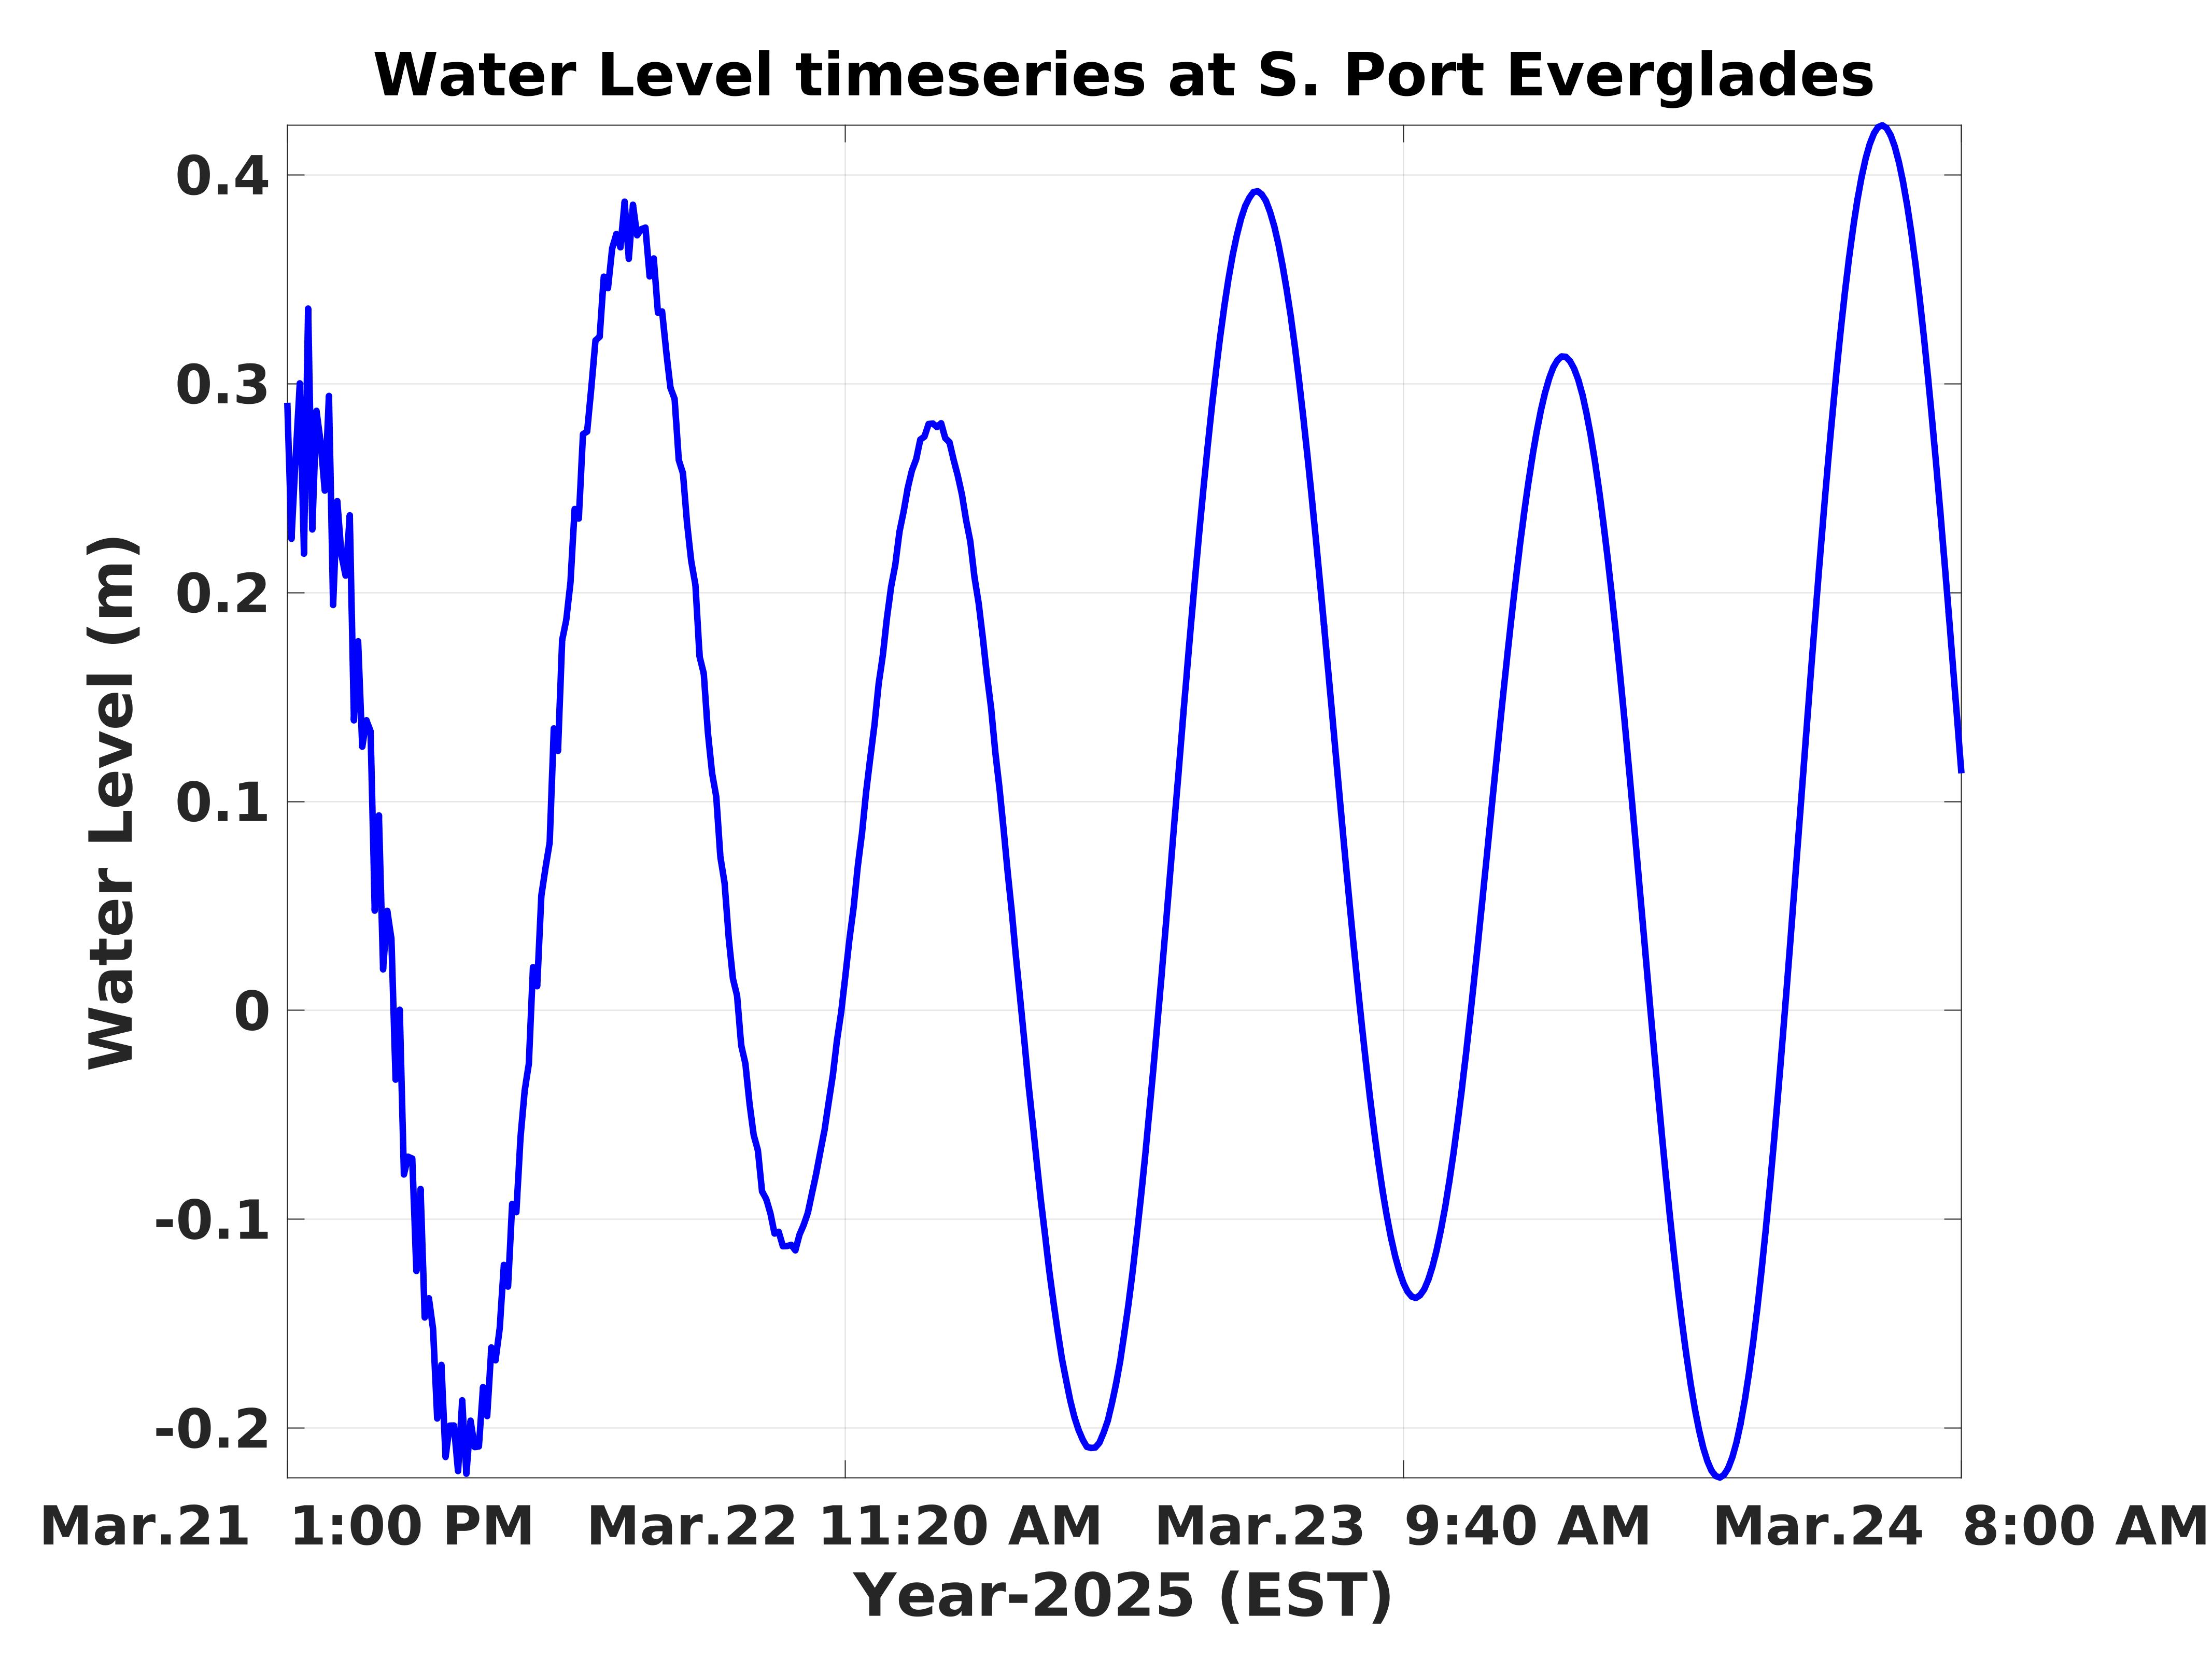 Water Level timeseries at S. Port Everglades
0.4
0.3
0.2
0.1
0
-0.1
-0.2
Water Level (m)
Mar.21 1:00 PM Mar.22 11:20 AM Mar.23 9:40 AM Mar.24 8:00 AM
Year-2025 (EST)